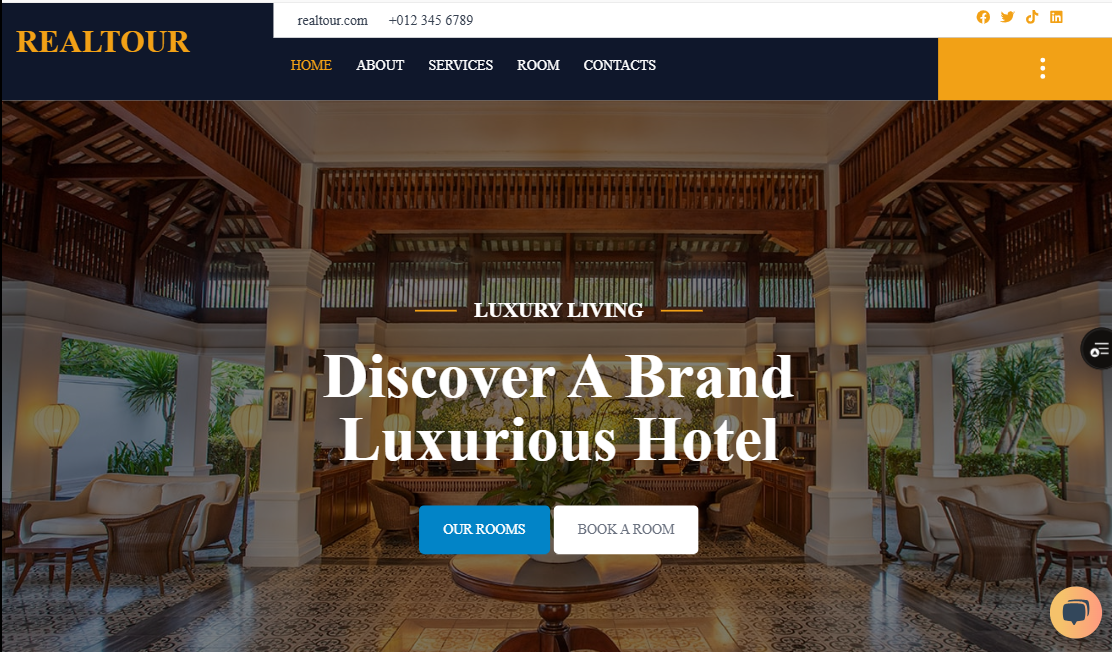 REALTOUR
realtour.com +012 345 6789
HOME ABOUT SERVICES ROOM CONTACTS
LUXURY LIVING
Discover A Brand
Luxurious Hotel
OUR ROOMS BOOK A ROOM